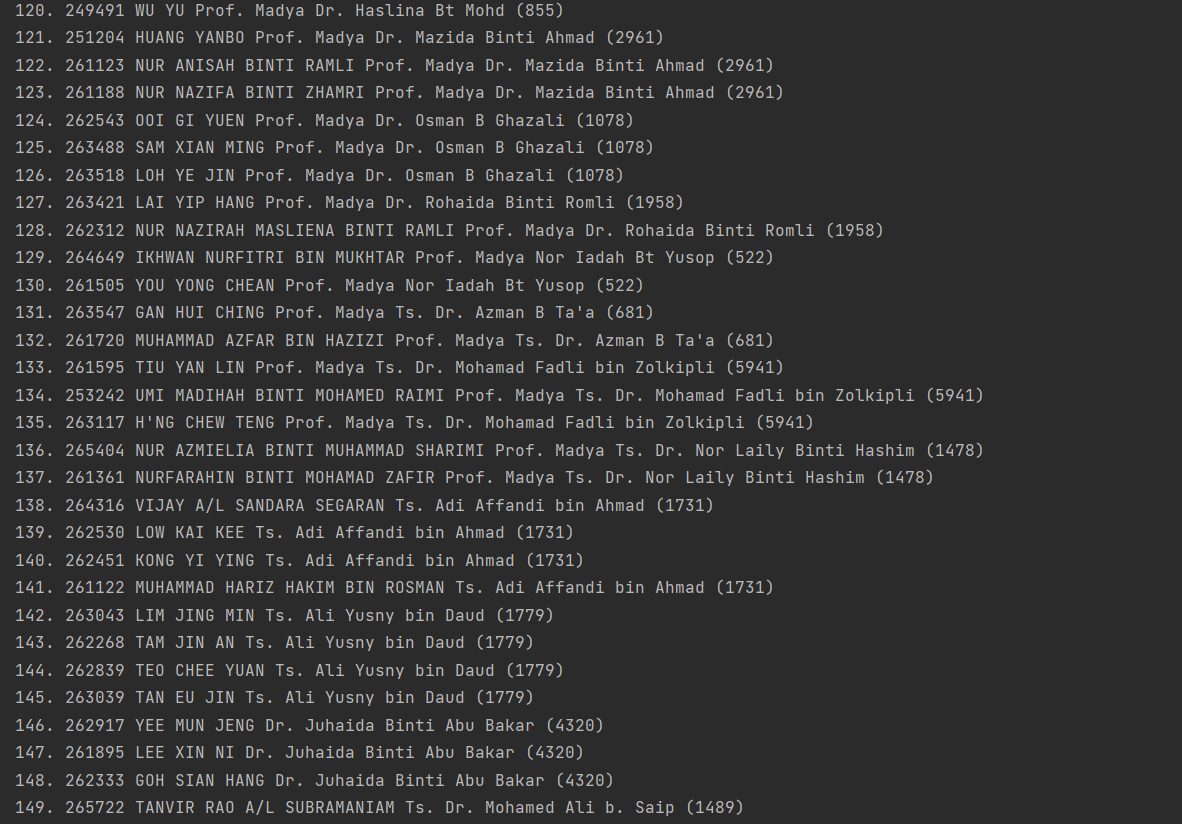 120. 249491 WU YU Prof. Madya Dr. Haslina Bt Mohd (855)
121. 251204 HUANG YANBO Prof. Madya Dr. Mazida Binti Ahmad (2961)
122. 261123 NUR ANISAH BINTI RAMLI Prof. Madya Dr. Mazida Binti Ahmad (2961)
123. 261188 NUR NAZIFA BINTI ZHAMRI Prof. Madya Dr. Mazida Binti Ahmad (2961)
124. 262543 OOI GI YUEN Prof. Madya Dr. Osman B Ghazali (1078)
125. 263488 SAM XIAN MING Prof. Madya Dr. Osman B Ghazali (1078)
126. 263518 LOH YE JIN Prof. Madya Dr. Osman B Ghazali (1078)
127. 263421 LAI YIP HANG Prof. Madya Dr. Rohaida Binti Romli (1958)
128. 262312 NUR NAZIRAH MASLIENA BINTI RAMLI Prof. Madya Dr. Rohaida Binti Romli (1958)
129. 264649 IKHWAN NURFITRI BIN MUKHTAR Prof. Madya Nor Iadah Bt Yusop (522)
130. 261505 YOU YONG CHEAN Prof. Madya Nor Iadah Bt Yusop (522)
131. 263547 GAN HUI CHING Prof. Madya Ts. Dr. Azman B Ta'a (681)
132. 261720 MUHAMMAD AZFAR BIN HAZIZI Prof. Madya Ts. Dr. Azman B Ta'a (681)
133. 261595 TIU YAN LIN Prof. Madya Ts. Dr. Mohamad Fadli bin Zolkipli (5941)
134. 253242 UMI MADIHAH BINTI MOHAMED RAIMI Prof. Madya Ts. Dr. Mohamad Fadli bin Zolkipli (5941)
135. 263117 H'NG CHEW TENG Prof. Madya Ts. Dr. Mohamad Fadli bin Zolkipli (5941)
136. 265404 NUR AZMIELIA BINTI MUHAMMAD SHARIMI Prof. Madya Ts. Dr. Nor Laily Binti Hashim (1478)
137. 261361 NURFARAHIN BINTI MOHAMAD ZAFIR Prof. Madya Ts. Dr. Nor Laily Binti Hashim (1478)
138. 264316 VIJAY A/L SANDARA SEGARAN Ts. Adi Affandi bin Ahmad (1731)
139. 262530 LOW KAI KEE Ts. Adi Affandi bin Ahmad (1731)
140. 262451 KONG YI YING Ts. Adi Affandi bin Ahmad (1731)
141. 261122 MUHAMMAD HARIZ HAKIM BIN ROSMAN Ts. Adi Affandi bin Ahmad (1731)
142. 263043 LIM JING MIN Ts. Ali Yusny bin Daud (1779)
143. 262268 TAM JIN AN Ts. Ali Yusny bin Daud (1779)
144. 262839 TEO CHEE YUAN Ts. Ali Yusny bin Daud (1779)
145. 263039 TAN EU JIN Ts. Ali Yusny bin Daud (1779)
146. 262917 YEE MUN JENG Dr. Juhaida Binti Abu Bakar (4320)
147. 261895 LEE XIN NI Dr. Juhaida Binti Abu Bakar (4320)
148. 262333 GOH SIAN HANG Dr. Juhaida Binti Abu Bakar (4320)
149. 265722 TANVIR RAO A/L SUBRAMANIAM Ts. Dr. Mohamed Ali b. Saip (1489)